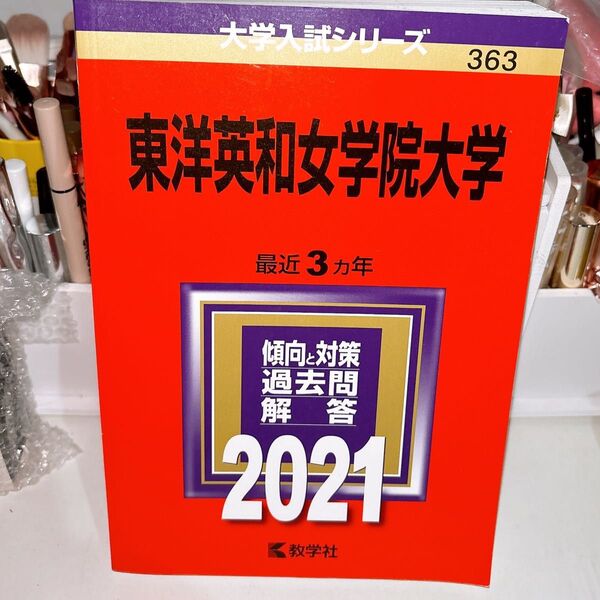 大学入試シリーズ
363
東洋英和女学院大学
最近3ヵ年
傾向と対策
過去問
解答
2021
教学社